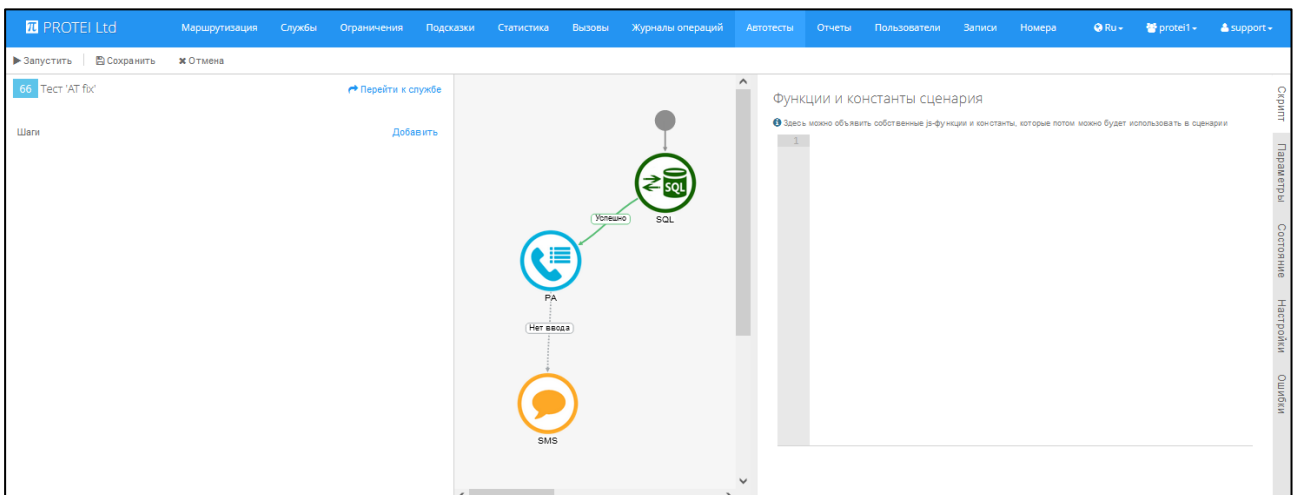 PROTEI Ltd Маршрутизация Службы Ограничения Подсказки Статистика Вызовы Журналы операций Автотесты Отчеты Пользователи Записи Номера Ru protei1 support
Запустить Сохранить Отмена
66 Тест 'AT fix' Перейти к службе
Шаги Добавить
SQL
Успешно
SQL
PA
Нет ввода
SMS
Функции и константы сценария
Здесь можно объявить собственные js-функции и константы, которые потом можно будет использовать в сценарии
1
Скрипт
Параметры
Состояние
Настройки
Ошибки